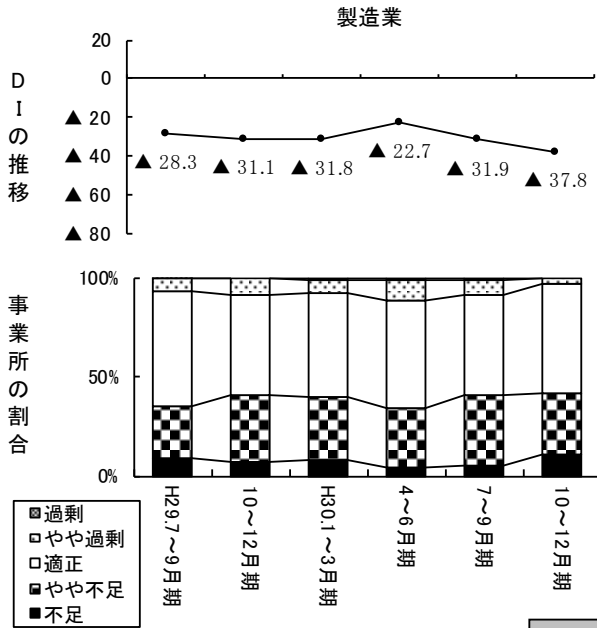 製造業
DIの推移
20
0
▲ 20
▲ 40
▲ 60
▲ 80
▲ 28.3
▲ 31.1
▲ 31.8
▲ 22.7
▲ 31.9
▲ 37.8
事業所の割合
100%
50%
0%
H29.7~9月期
10~12月期
H30.1~3月期
4~6月期
7~9月期
10~12月期
過剰
やや過剰
適正
やや不足
不足